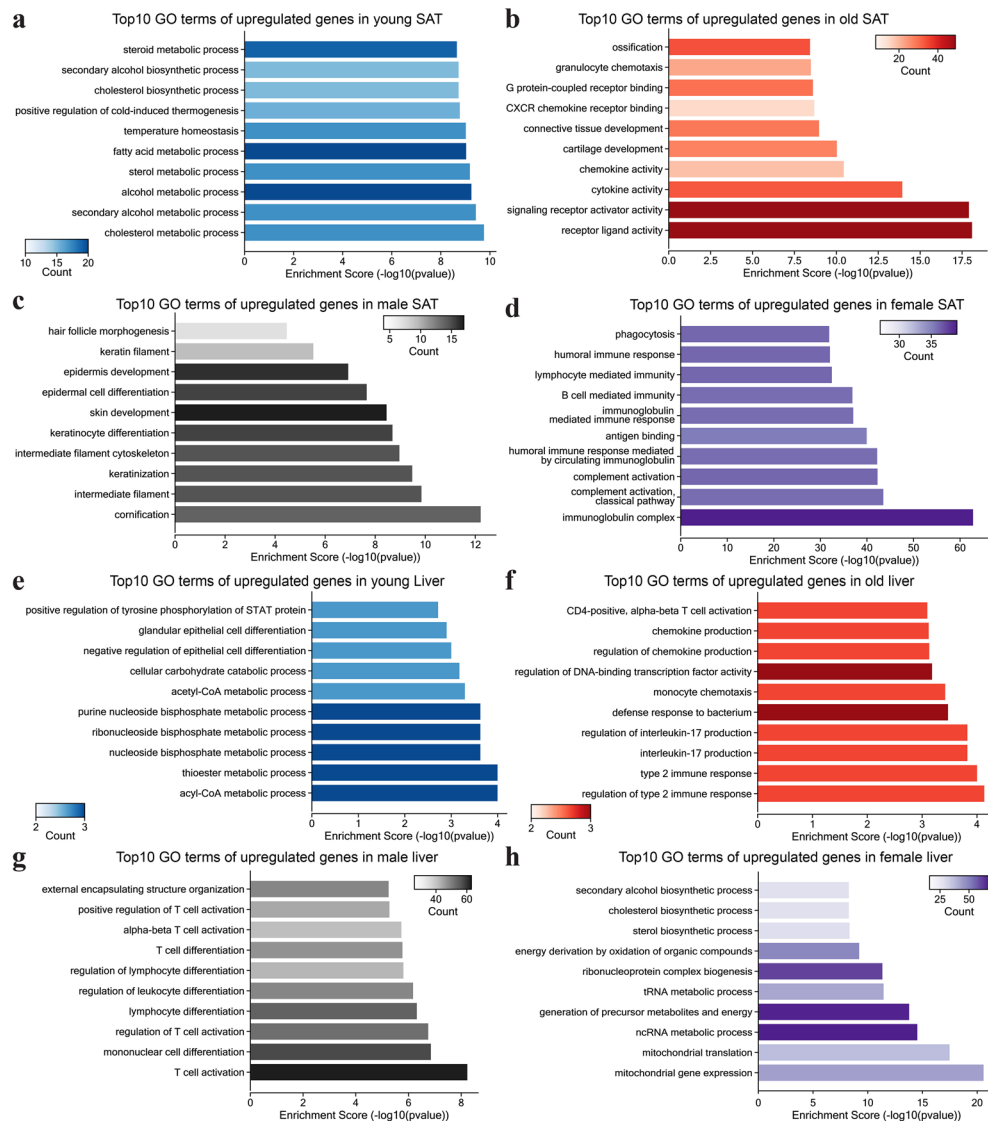 a
Top10 GO terms of upregulated genes in young SAT
steroid metabolic process
secondary alcohol biosynthetic process
cholesterol biosynthetic process
positive regulation of cold-induced thermogenesis
temperature homeostasis
fatty acid metabolic process
sterol metabolic process
alcohol metabolic process
secondary alcohol metabolic process
cholesterol metabolic process
10 15 20
Count
0 2 4 6 8 10
Enrichment Score (-log10(pvalue))
b
Top10 GO terms of upregulated genes in old SAT
20 40
Count
ossification
granulocyte chemotaxis
G protein-coupled receptor binding
CXCR chemokine receptor binding
connective tissue development
cartilage development
chemokine activity
cytokine activity
signaling receptor activator activity
receptor ligand activity
0.0 2.5 5.0 7.5 10.0 12.5 15.0 17.5
Enrichment Score (-log10(pvalue))
c
Top10 GO terms of upregulated genes in male SAT
5 10 15
Count
hair follicle morphogenesis
keratin filament
epidermis development
epidermal cell differentiation
skin development
keratinocyte differentiation
intermediate filament cytoskeleton
keratinization
intermediate filament
cornification
0 2 4 6 8 10 12
Enrichment Score (-log10(pvalue))
d
Top10 GO terms of upregulated genes in female SAT
30 35
Count
phagocytosis
humoral immune response
lymphocyte mediated immunity
B cell mediated immunity
immunoglobulin
mediated immune response
antigen binding
humoral immune response mediated
by circulating immunoglobulin
complement activation
complement activation,
classical pathway
immunoglobulin complex
0 10 20 30 40 50 60
Enrichment Score (-log10(pvalue))
e
Top10 GO terms of upregulated genes in young Liver
positive regulation of tyrosine phosphorylation of STAT protein
glandular epithelial cell differentiation
negative regulation of epithelial cell differentiation
cellular carbohydrate catabolic process
acetyl-CoA metabolic process
purine nucleoside bisphosphate metabolic process
ribonucleoside bisphosphate metabolic process
nucleoside bisphosphate metabolic process
thioester metabolic process
acyl-CoA metabolic process
2 3
Count
0 1 2 3 4
Enrichment Score (-log10(pvalue))
f
Top10 GO terms of upregulated genes in old liver
CD4-positive, alpha-beta T cell activation
chemokine production
regulation of chemokine production
regulation of DNA-binding transcription factor activity
monocyte chemotaxis
defense response to bacterium
regulation of interleukin-17 production
interleukin-17 production
type 2 immune response
regulation of type 2 immune response
2 3
Count
0 1 2 3 4
Enrichment Score (-log10(pvalue))
g
Top10 GO terms of upregulated genes in male liver
40 60
Count
external encapsulating structure organization
positive regulation of T cell activation
alpha-beta T cell activation
T cell differentiation
regulation of lymphocyte differentiation
regulation of leukocyte differentiation
lymphocyte differentiation
regulation of T cell activation
mononuclear cell differentiation
T cell activation
0 2 4 6 8
Enrichment Score (-log10(pvalue))
h
Top10 GO terms of upregulated genes in female liver
25 50
Count
secondary alcohol biosynthetic process
cholesterol biosynthetic process
sterol biosynthetic process
energy derivation by oxidation of organic compounds
ribonucleoprotein complex biogenesis
tRNA metabolic process
generation of precursor metabolites and energy
ncRNA metabolic process
mitochondrial translation
mitochondrial gene expression
0 5 10 15 20
Enrichment Score (-log10(pvalue))